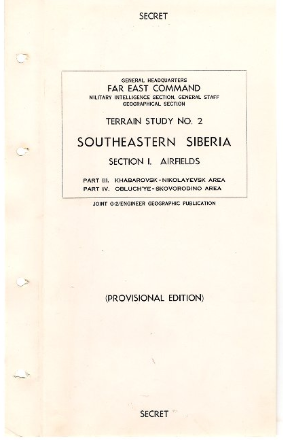 SECRET
GENERAL HEADQUARTERS
FAR EAST COMMAND
MILITARY INTELLIGENCE SECTION, GENERAL STAFF
GEOGRAPHICAL SECTION
TERRAIN STUDY NO. 2
SOUTHEASTERN SIBERIA
SECTION I. AIRFIELDS
PART III. KHABAROVSK-NIKOLAYEVSK AREA
PART IV. OBLUCH'YE-SKOVORODINO AREA
JOINT G-2/ENGINEER GEOGRAPHIC PUBLICATION
(PROVISIONAL EDITION)
SECRET